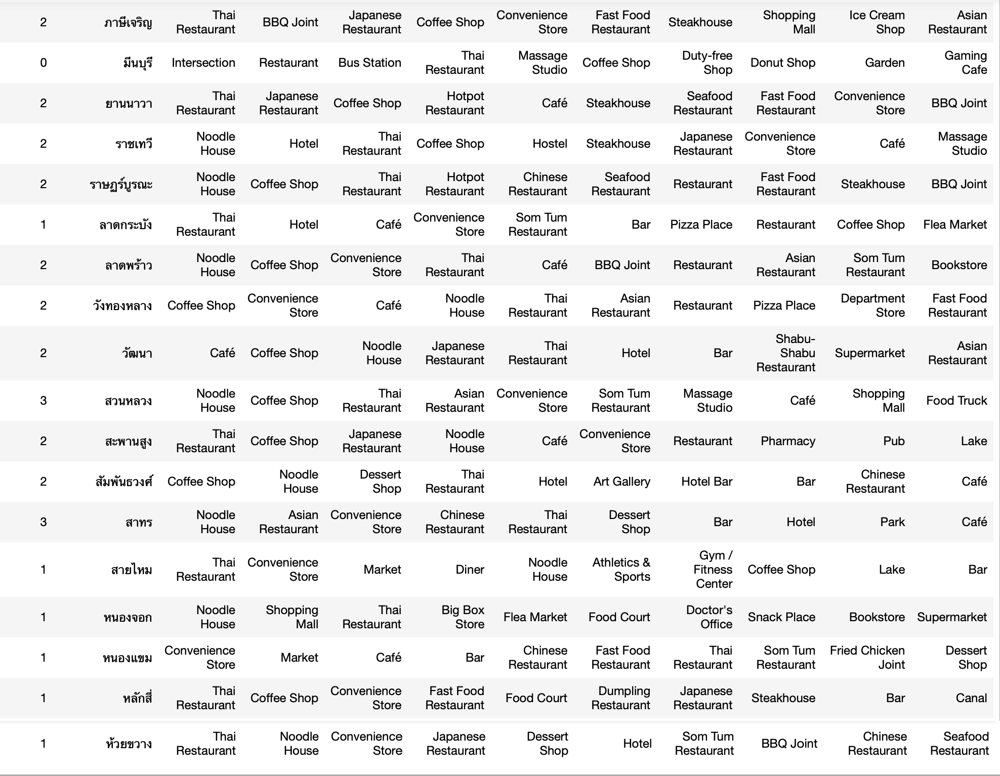 2 ภาษีเจริญ Thai Restaurant BBQ Joint Japanese Restaurant Coffee Shop Convenience Store Fast Food Restaurant Steakhouse Shopping Mall Ice Cream Shop Asian Restaurant
0 มีนบุรี Intersection Restaurant Bus Station Thai Restaurant Massage Studio Coffee Shop Duty-free Shop Donut Shop Garden Gaming Cafe
2 ยานนาวา Thai Restaurant Japanese Restaurant Coffee Shop Hotpot Restaurant Café Steakhouse Seafood Restaurant Fast Food Restaurant Convenience Store BBQ Joint
2 ราชเทวี Noodle House Hotel Thai Restaurant Coffee Shop Hostel Steakhouse Japanese Restaurant Convenience Store Café Massage Studio
2 ราษฎร์บูรณะ Noodle House Coffee Shop Thai Restaurant Hotpot Restaurant Chinese Restaurant Seafood Restaurant Restaurant Fast Food Restaurant Steakhouse BBQ Joint
1 ลาดกระบัง Thai Restaurant Hotel Café Convenience Store Som Tum Restaurant Bar Pizza Place Restaurant Coffee Shop Flea Market
2 ลาดพร้าว Noodle House Coffee Shop Convenience Store Thai Restaurant Café BBQ Joint Restaurant Asian Restaurant Som Tum Restaurant Bookstore
2 วังทองหลาง Coffee Shop Convenience Store Café Noodle House Thai Restaurant Asian Restaurant Restaurant Pizza Place Department Store Fast Food Restaurant
2 วัฒนา Café Coffee Shop Noodle House Japanese Restaurant Thai Restaurant Hotel Bar Shabu-Shabu Restaurant Supermarket Asian Restaurant
3 สวนหลวง Noodle House Coffee Shop Thai Restaurant Asian Restaurant Convenience Store Som Tum Restaurant Massage Studio Café Shopping Mall Food Truck
2 สะพานสูง Thai Restaurant Coffee Shop Japanese Restaurant Noodle House Café Convenience Store Restaurant Pharmacy Pub Lake
2 สัมพันธวงศ์ Coffee Shop Noodle House Dessert Shop Thai Restaurant Hotel Art Gallery Hotel Bar Bar Chinese Restaurant Café
3 สาทร Noodle House Asian Restaurant Convenience Store Chinese Restaurant Thai Restaurant Dessert Shop Bar Hotel Park Café
1 สายไหม Thai Restaurant Convenience Store Market Diner Noodle House Athletics & Sports Gym / Fitness Center Coffee Shop Lake Bar
1 หนองจอก Noodle House Shopping Mall Thai Restaurant Big Box Store Flea Market Food Court Doctor's Office Snack Place Bookstore Supermarket
1 หนองแขม Convenience Store Market Café Bar Chinese Restaurant Fast Food Restaurant Thai Restaurant Som Tum Restaurant Fried Chicken Joint Dessert Shop
1 หลักสี่ Thai Restaurant Coffee Shop Convenience Store Fast Food Restaurant Food Court Dumpling Restaurant Japanese Restaurant Steakhouse Bar Canal
1 ห้วยขวาง Thai Restaurant Noodle House Convenience Store Japanese Restaurant Dessert Shop Hotel Som Tum Restaurant BBQ Joint Chinese Restaurant Seafood Restaurant